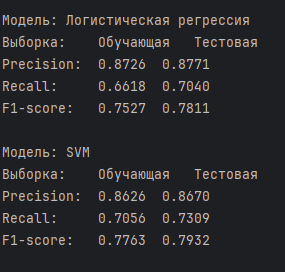 Модель: Логистическая регрессия
Выборка: Обучающая Тестовая
Precision: 0.8726 0.8771
Recall: 0.6618 0.7040
F1-score: 0.7527 0.7811
Модель: SVM
Выборка: Обучающая Тестовая
Precision: 0.8626 0.8670
Recall: 0.7056 0.7309
F1-score: 0.7763 0.7932